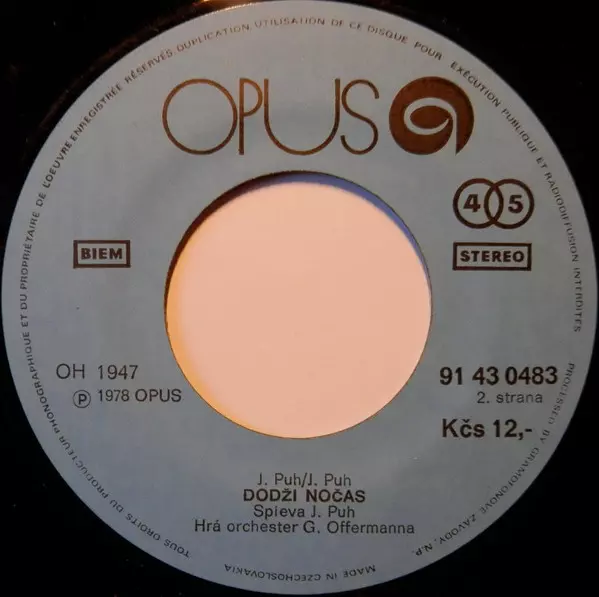 TOUS DROITS DU PRODUCTEUR PHONOGRAPHIQUE ET DU PROPRIÉTAIRE DE L'OEUVRE ENREGISTRÉE RÉSERVÉS DUPLICATION, UTILISATION DE CE DISQUE POUR EXÉCUTION PUBLIQUE ET RADIODIFFUSION INTERDITES
PROCESSED BY GRAMOFONOVÉ ZÁVODY, N.P.
OPUS
45
BIEM
STEREO
OH 1947
91 43 0483
Ⓟ 1978 OPUS
2. strana
Kčs 12,-
J. Puh/J. Puh
DODŽI NOČAS
Spieva J. Puh
Hrá orchester G. Offermanna
MADE IN CZECHOSLOVAKIA